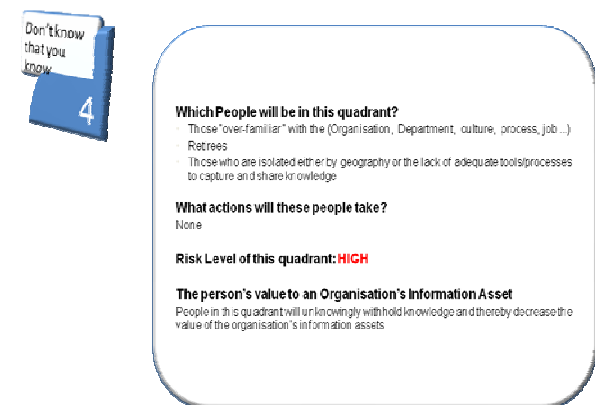 Don't know
that you
know
4
Which People will be in this quadrant?
Those "over-familiar" with the (Organisation, Department, culture, process, job ...)
Retirees
Those who are isolated either by geography or the lack of adequate tools/processes
to capture and share knowledge
What actions will these people take?
None
Risk Level of this quadrant: HIGH
The person's value to an Organisation's Information Asset
People in this quadrant will unknowingly withhold knowledge and thereby decrease the
value of the organisation's information assets